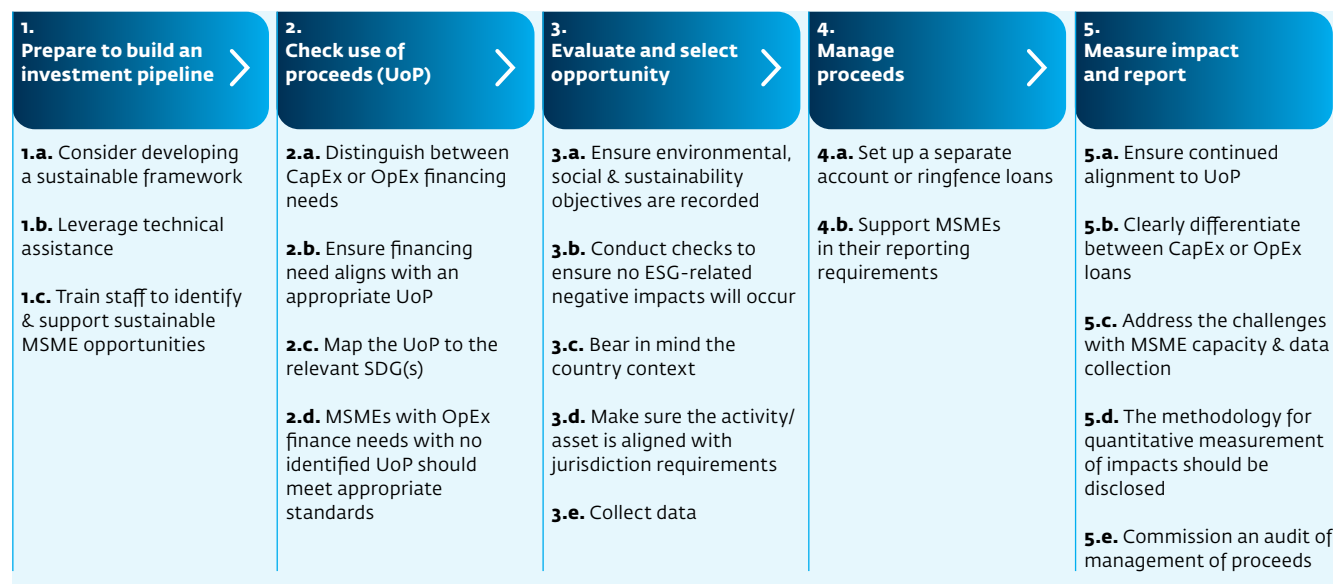 1.
Prepare to build an
investment pipeline
1.a. Consider developing
a sustainable framework
1.b. Leverage technical
assistance
1.c. Train staff to identify
& support sustainable
MSME opportunities
2.
Check use of
proceeds (UoP)
2.a. Distinguish between
CapEx or OpEx financing
needs
2.b. Ensure financing
need aligns with an
appropriate UoP
2.c. Map the UoP to the
relevant SDG(s)
2.d. MSMEs with OpEx
finance needs with no
identified UoP should
meet appropriate
standards
3.
Evaluate and select
opportunity
3.a. Ensure environmental,
social & sustainability
objectives are recorded
3.b. Conduct checks to
ensure no ESG-related
negative impacts will occur
3.c. Bear in mind the
country context
3.d. Make sure the activity/
asset is aligned with
jurisdiction requirements
3.e. Collect data
4.
Manage
proceeds
4.a. Set up a separate
account or ringfence loans
4.b. Support MSMEs
in their reporting
requirements
5.
Measure impact
and report
5.a. Ensure continued
alignment to UoP
5.b. Clearly differentiate
between CapEx or OpEx
loans
5.c. Address the challenges
with MSME capacity & data
collection
5.d. The methodology for
quantitative measurement
of impacts should be
disclosed
5.e. Commission an audit of
management of proceeds